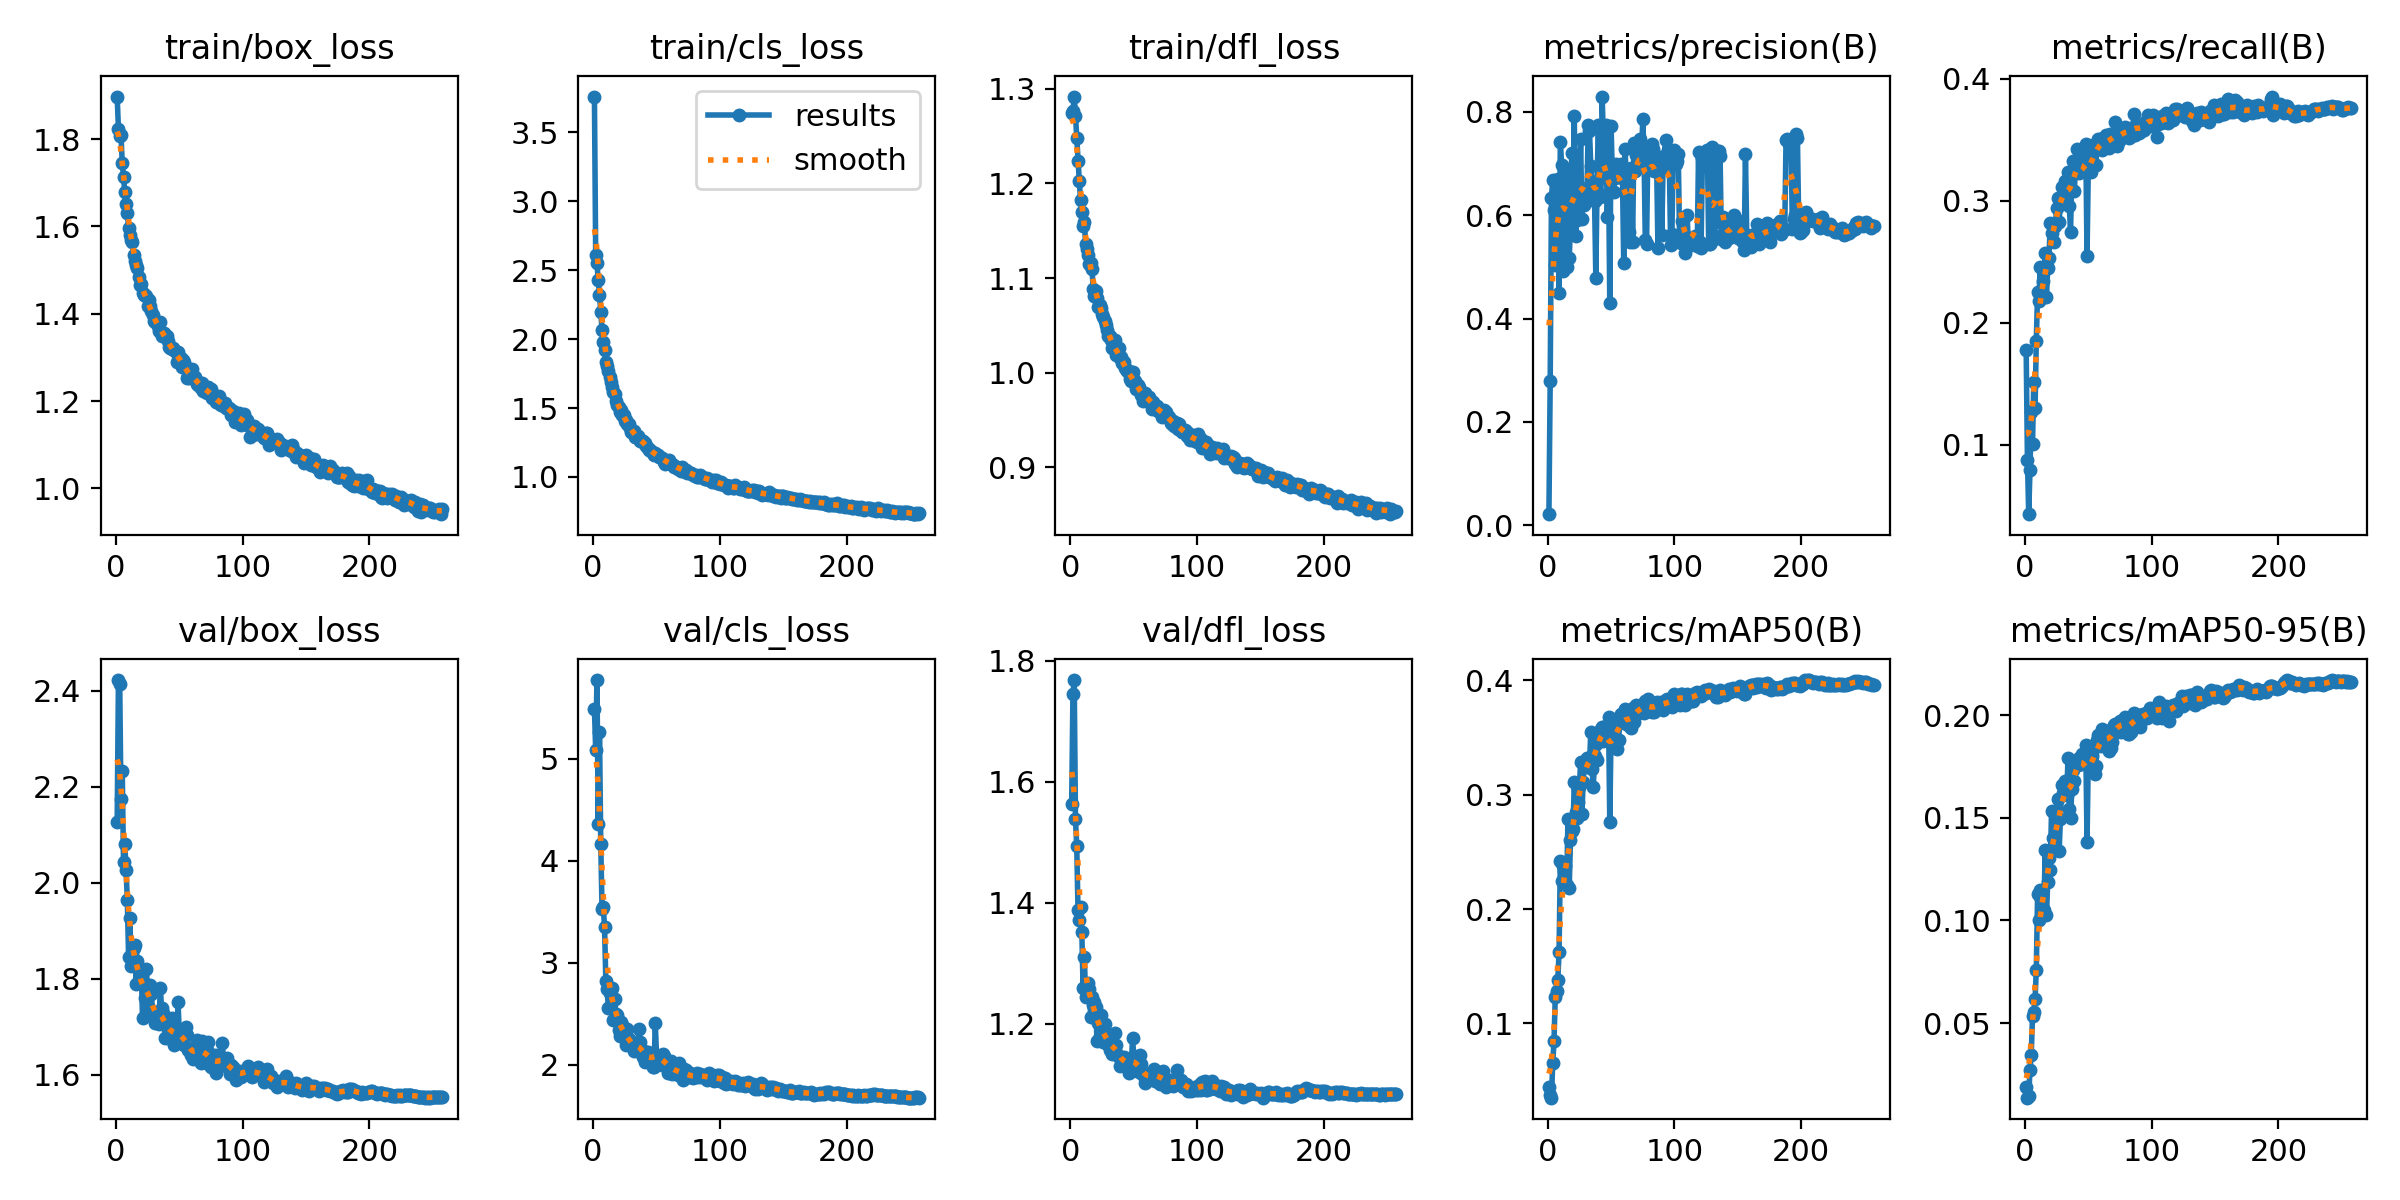 train/box_loss
1.8
1.6
1.4
1.2
1.0
0 100 200
train/cls_loss
results
smooth
3.5
3.0
2.5
2.0
1.5
1.0
0 100 200
train/dfl_loss
1.3
1.2
1.1
1.0
0.9
0 100 200
metrics/precision(B)
0.8
0.6
0.4
0.2
0.0
0 100 200
metrics/recall(B)
0.4
0.3
0.2
0.1
0 100 200
val/box_loss
2.4
2.2
2.0
1.8
1.6
0 100 200
val/cls_loss
5
4
3
2
0 100 200
val/dfl_loss
1.8
1.6
1.4
1.2
0 100 200
metrics/mAP50(B)
0.4
0.3
0.2
0.1
0 100 200
metrics/mAP50-95(B)
0.20
0.15
0.10
0.05
0 100 200